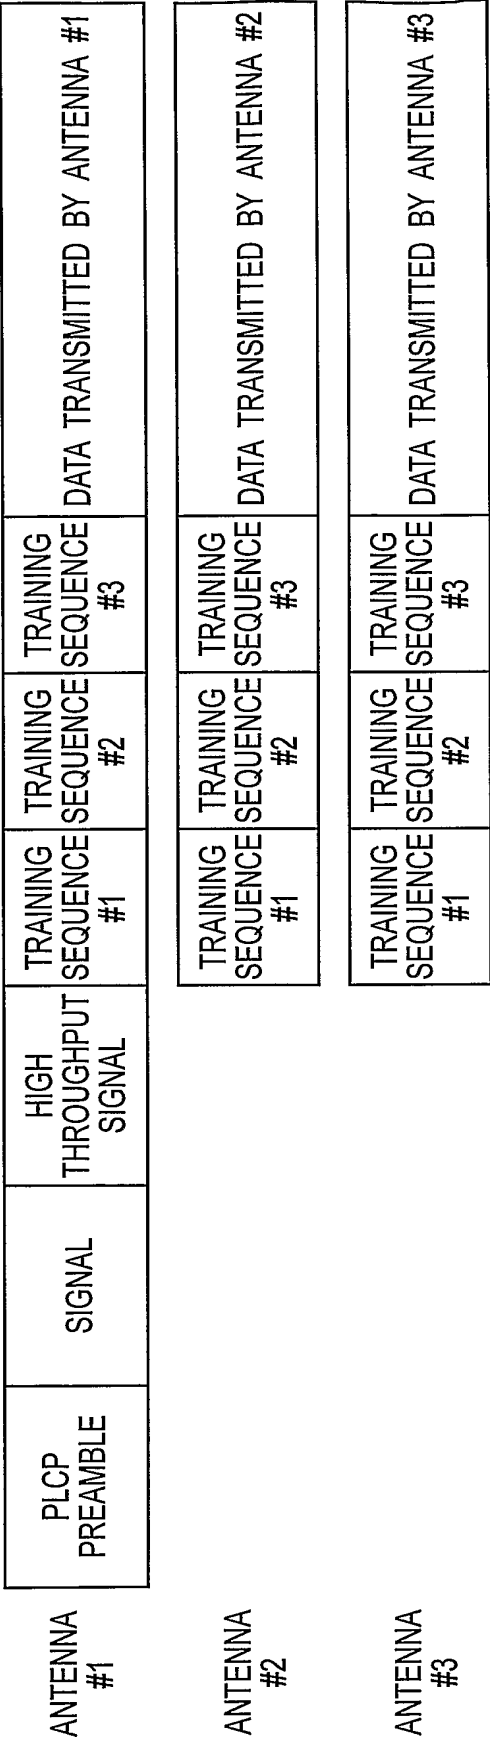 ANTENNA
#1
PLCP
PREAMBLE
SIGNAL
HIGH
THROUGHPUT
SIGNAL
TRAINING
SEQUENCE
#1
TRAINING
SEQUENCE
#2
TRAINING
SEQUENCE
#3
DATA TRANSMITTED BY ANTENNA #1
ANTENNA
#2
TRAINING
SEQUENCE
#1
TRAINING
SEQUENCE
#2
TRAINING
SEQUENCE
#3
DATA TRANSMITTED BY ANTENNA #2
ANTENNA
#3
TRAINING
SEQUENCE
#1
TRAINING
SEQUENCE
#2
TRAINING
SEQUENCE
#3
DATA TRANSMITTED BY ANTENNA #3